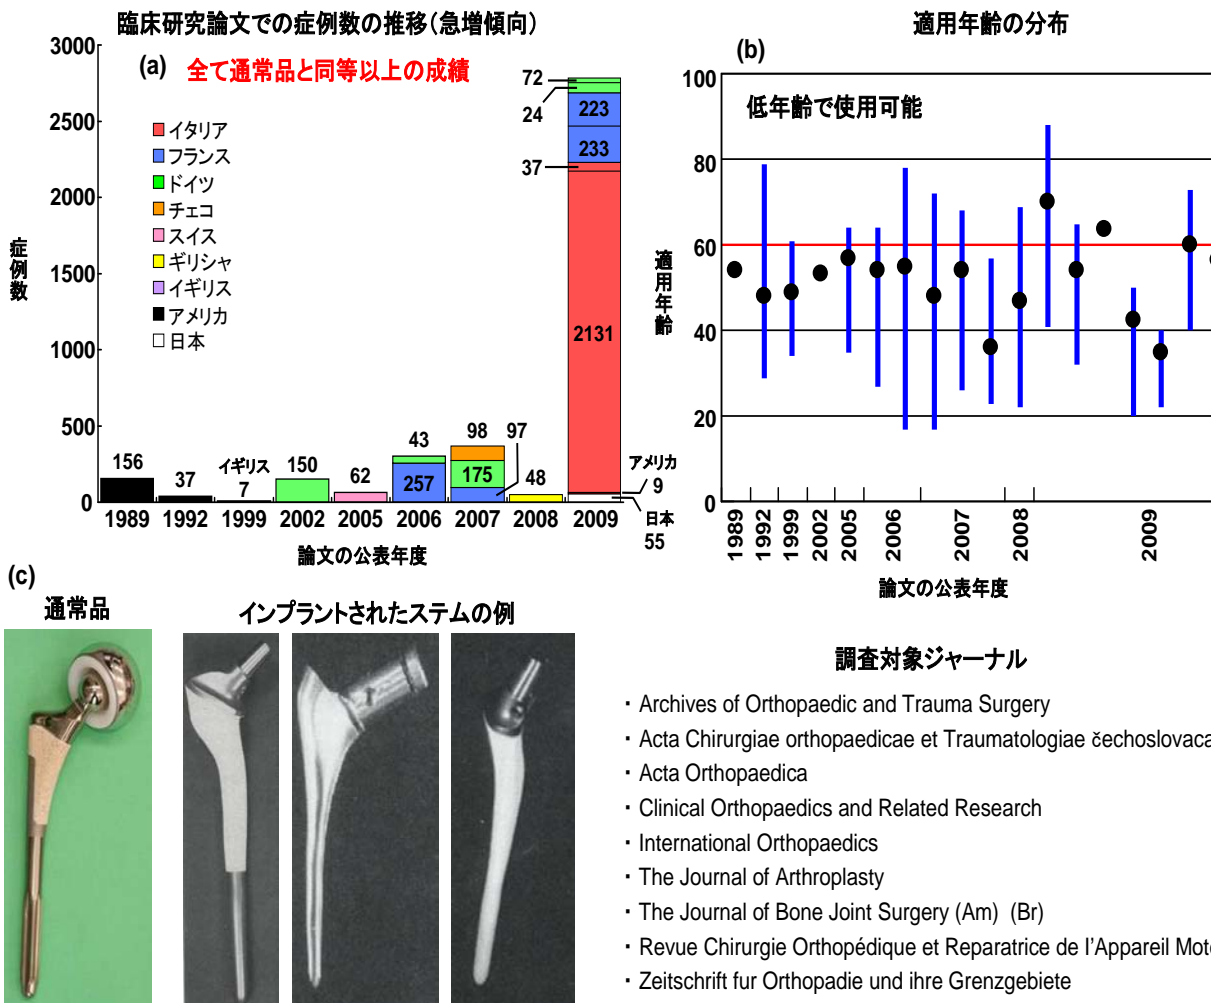 臨床研究論文での症例数の推移(急増傾向)
(a) 全て通常品と同等以上の成績
症例数
3000
2500
2000
1500
1000
500
0
イタリア
フランス
ドイツ
チェコ
スイス
ギリシャ
イギリス
アメリカ
日本
72
24
223
233
37
2131
156
37
イギリス
7
150
62
43
257
98
175
97
48
アメリカ
9
日本
55
1989 1992 1999 2002 2005 2006 2007 2008 2009
論文の公表年度
適用年齢の分布
(b)
低年齢で使用可能
適用年齢
100
80
60
40
20
0
1989 1992 1999 2002 2005 2006 2007 2008 2009
論文の公表年度
(c)
通常品
インプラントされたステムの例
調査対象ジャーナル
・Archives of Orthopaedic and Trauma Surgery
・Acta Chirurgiae orthopaedicae et Traumatologiae čechoslovaca
・Acta Orthopaedica
・Clinical Orthopaedics and Related Research
・International Orthopaedics
・The Journal of Arthroplasty
・The Journal of Bone Joint Surgery (Am) (Br)
・Revue Chirurgie Orthopédique et Reparatrice de l'Appareil Mot
・Zeitschrift fur Orthopadie und ihre Grenzgebiete